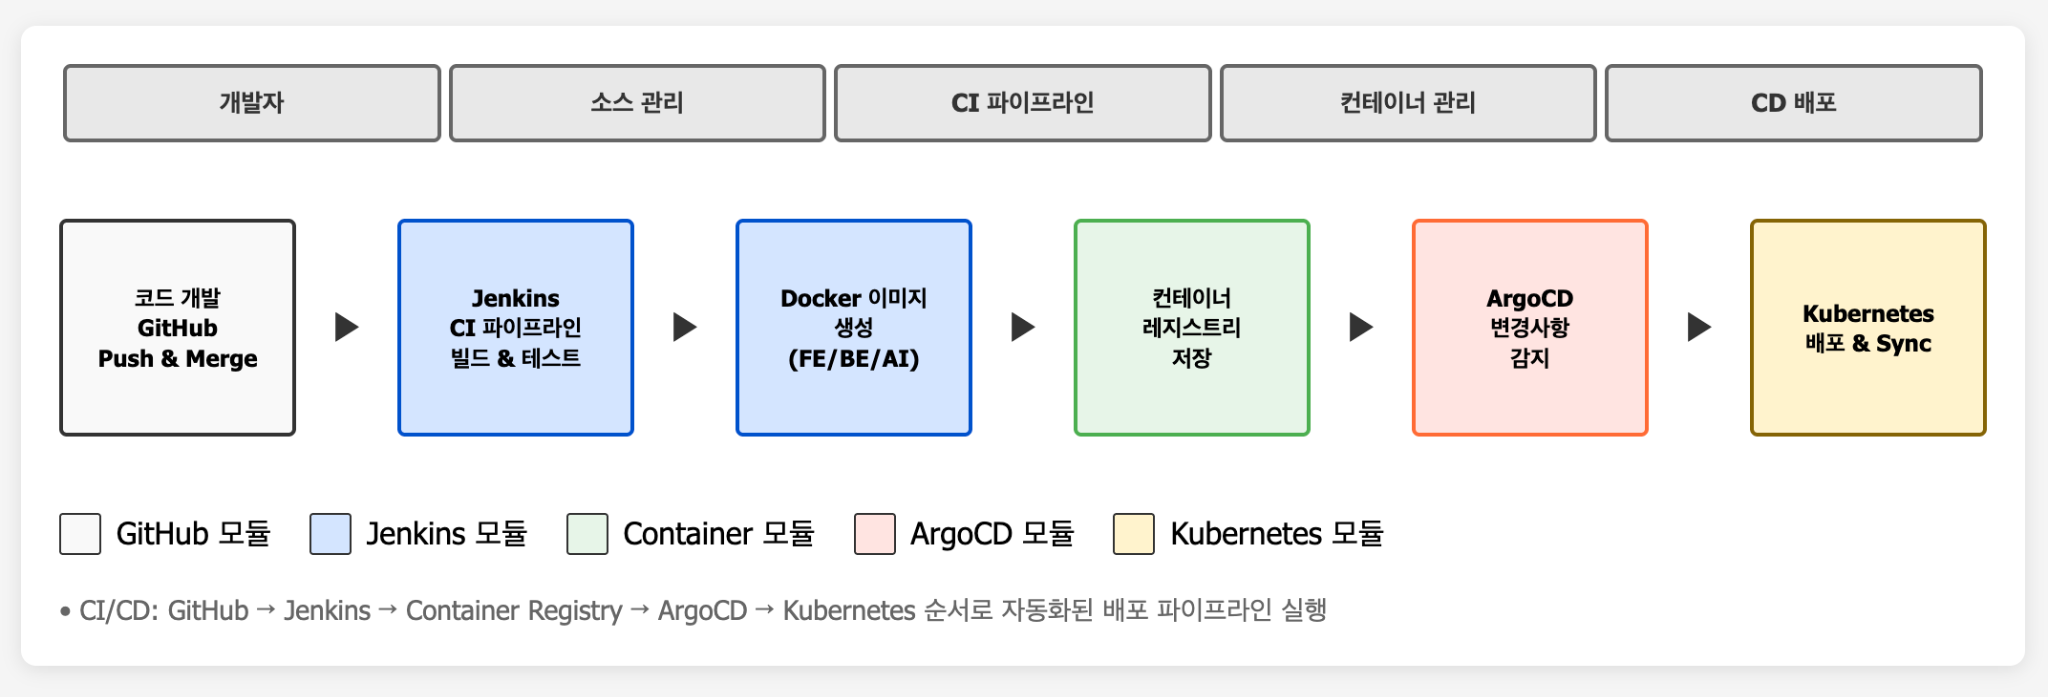 개발자
소스 관리
CI 파이프라인
컨테이너 관리
CD 배포
코드 개발
GitHub
Push & Merge
Jenkins
CI 파이프라인
빌드 & 테스트
Docker 이미지
생성
(FE/BE/AI)
컨테이너
레지스트리
저장
ArgoCD
변경사항
감지
Kubernetes
배포 & Sync
GitHub 모듈
Jenkins 모듈
Container 모듈
ArgoCD 모듈
Kubernetes 모듈
• CI/CD: GitHub → Jenkins → Container Registry → ArgoCD → Kubernetes 순서로 자동화된 배포 파이프라인 실행